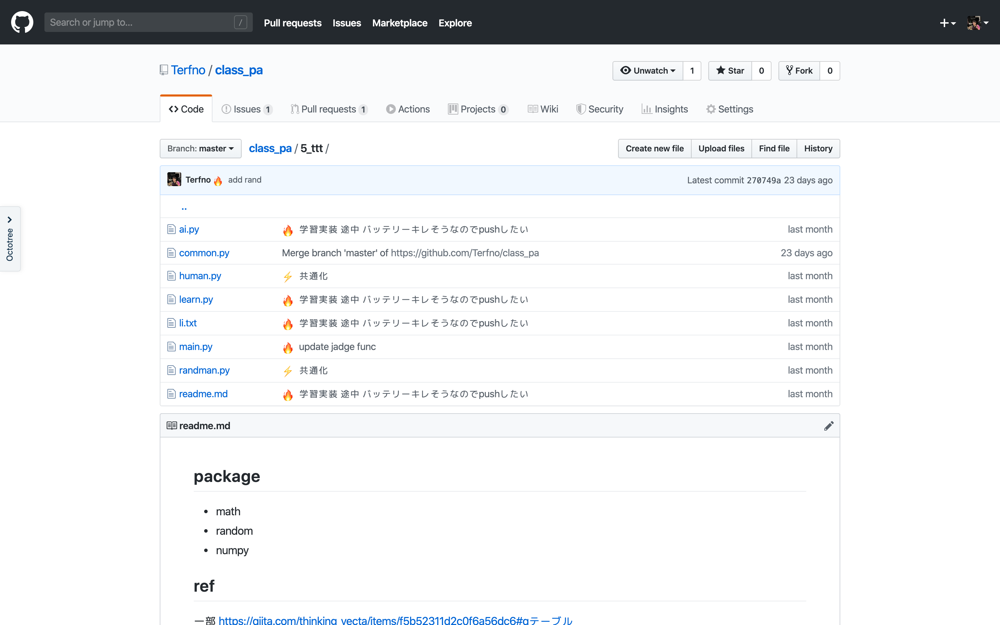 Search or jump to... / Pull requests Issues Marketplace Explore
Terfno / class_pa Unwatch 1 Star 0 Fork 0
Code Issues 1 Pull requests 1 Actions Projects 0 Wiki Security Insights Settings
Branch: master class_pa / 5_ttt / Create new file Upload files Find file History
Terfno 🔥 add rand Latest commit 270749a 23 days ago
..
Octotree
ai.py 🔥 学習実装 途中 バッテリーキレそうなのでpushしたい last month
common.py Merge branch 'master' of https://github.com/Terfno/class_pa 23 days ago
human.py ⚡ 共通化 last month
learn.py 🔥 学習実装 途中 バッテリーキレそうなのでpushしたい last month
li.txt 🔥 学習実装 途中 バッテリーキレそうなのでpushしたい last month
main.py 🔥 update jadge func last month
randman.py ⚡ 共通化 last month
readme.md 🔥 学習実装 途中 バッテリーキレそうなのでpushしたい last month
readme.md
package
• math
• random
• numpy
ref
一部 https://qiita.com/thinking_vecta/items/f5b52311d2c0f6a56dc6#qテーブル